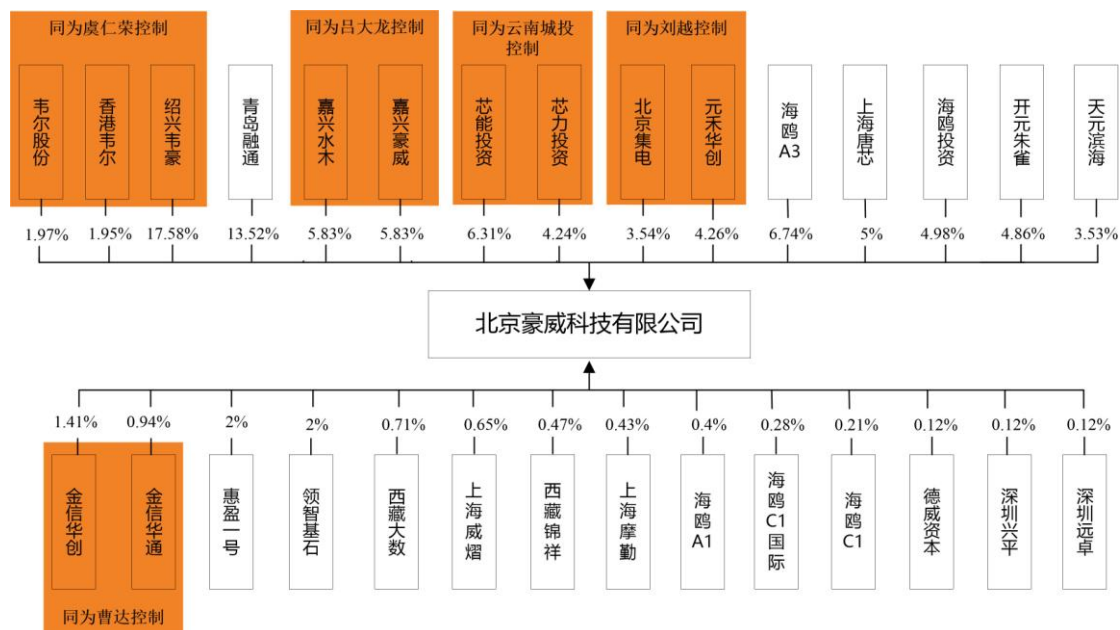 同为虞仁荣控制
同为吕大龙控制
同为云南城投
控制
同为刘越控制
韦尔股份
香港韦尔
绍兴韦豪
青岛融通
嘉兴水木
嘉兴豪威
芯能投资
芯力投资
北京集电
元禾华创
海鸥A3
上海唐芯
海鸥投资
开元朱雀
天元滨海
1.97%
1.95%
17.58%
13.52%
5.83%
5.83%
6.31%
4.24%
3.54%
4.26%
6.74%
5%
4.98%
4.86%
3.53%
北京豪威科技有限公司
1.41%
0.94%
2%
2%
0.71%
0.65%
0.47%
0.43%
0.4%
0.28%
0.21%
0.12%
0.12%
0.12%
金信华创
金信华通
惠盈一号
领智基石
西藏大数
上海威熠
西藏锦祥
上海摩勤
海鸥A1
海鸥C1国际
海鸥C1
德威资本
深圳兴平
深圳远卓
同为曹达控制